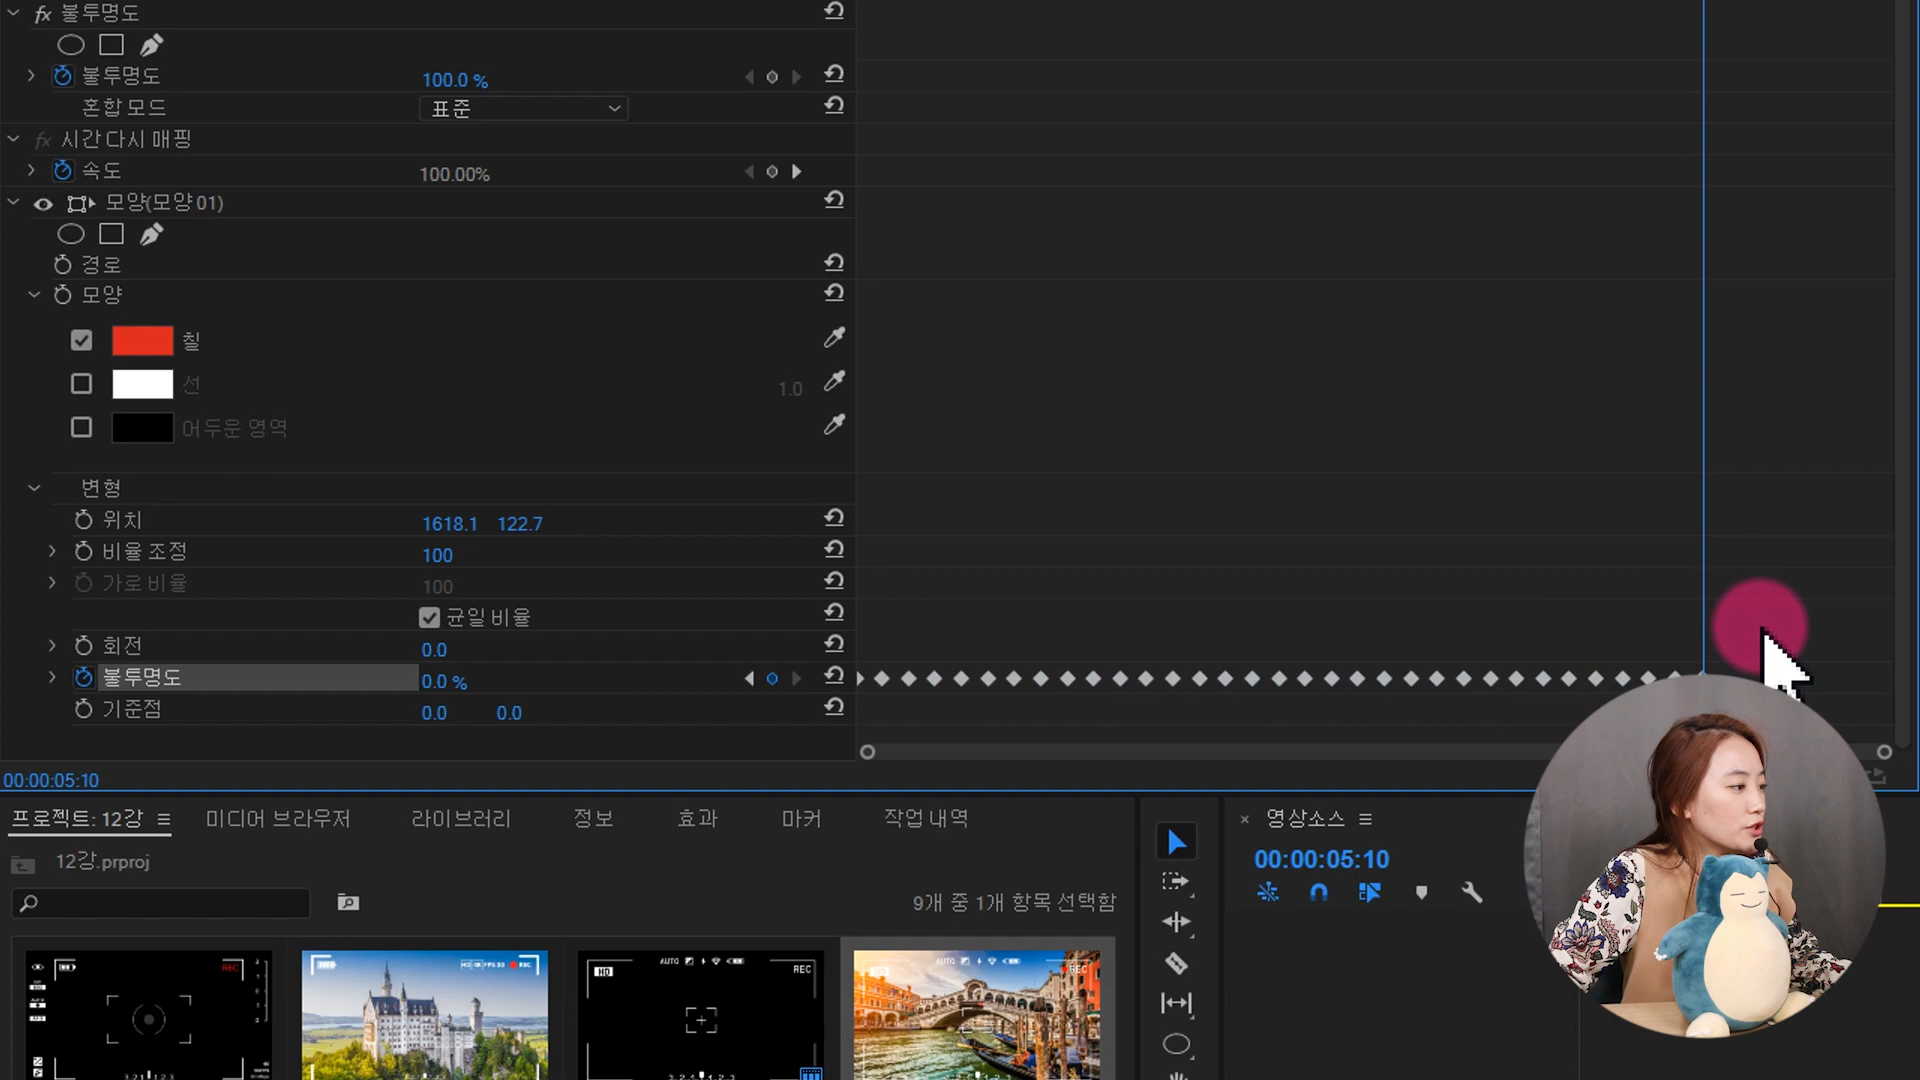 fx 불투명도
불투명도 100.0 %
혼합 모드 표준
fx 시간 다시 매핑
속도 100.00%
모양(모양 01)
경로
모양
칠
선 1.0
어두운 영역
변형
위치 1618.1 122.7
비율 조정 100
가로 비율 100
균일 비율
회전 0.0
불투명도 0.0 %
기준점 0.0 0.0
00:00:05:10
프로젝트: 12강 미디어 브라우저 라이브러리 정보 효과 마커 작업 내역
12강.prproj
9개 중 1개 항목 선택함
× 영상소스
00:00:05:10
REC
REC
HD AUTO REC
AUTO REC